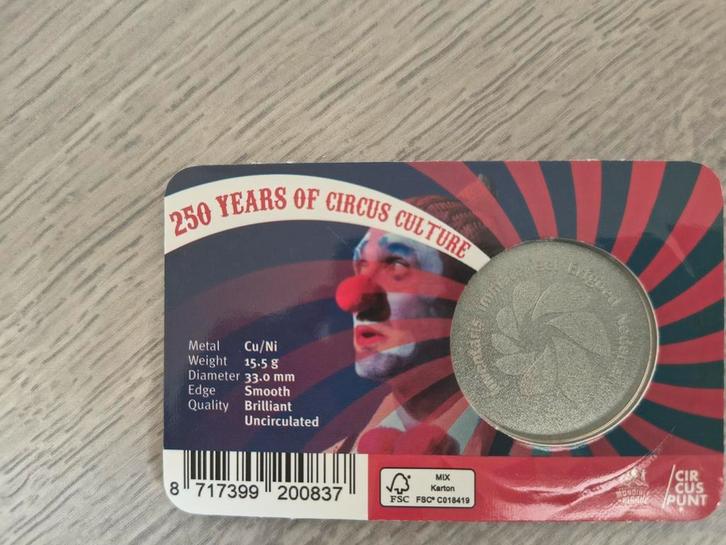 250 YEARS OF CIRCUS CULTURE
Metal Cu/Ni
Weight 15.5 g
Diameter 33.0 mm
Edge Smooth
Quality Brilliant
Uncirculated
8 717399 200837
FSC
MIX
Karton
FSC® C018419
/CIR
CUS
PUNT
Immaterieel Erfgoed